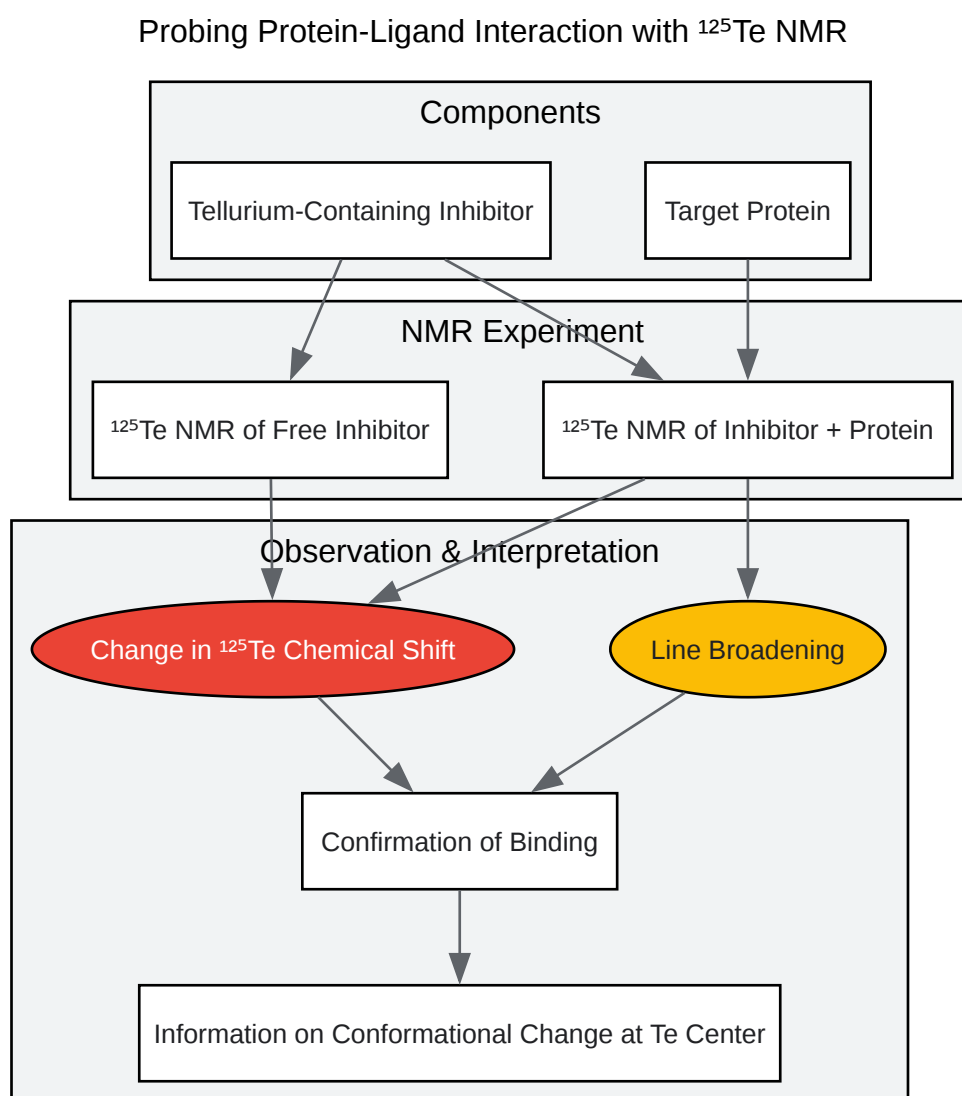 Probing Protein-Ligand Interaction with ¹²⁵Te NMR
Components
Tellurium-Containing Inhibitor
Target Protein
NMR Experiment
¹²⁵Te NMR of Free Inhibitor
¹²⁵Te NMR of Inhibitor + Protein
Observation & Interpretation
Change in ¹²⁵Te Chemical Shift
Line Broadening
Confirmation of Binding
Information on Conformational Change at Te Center